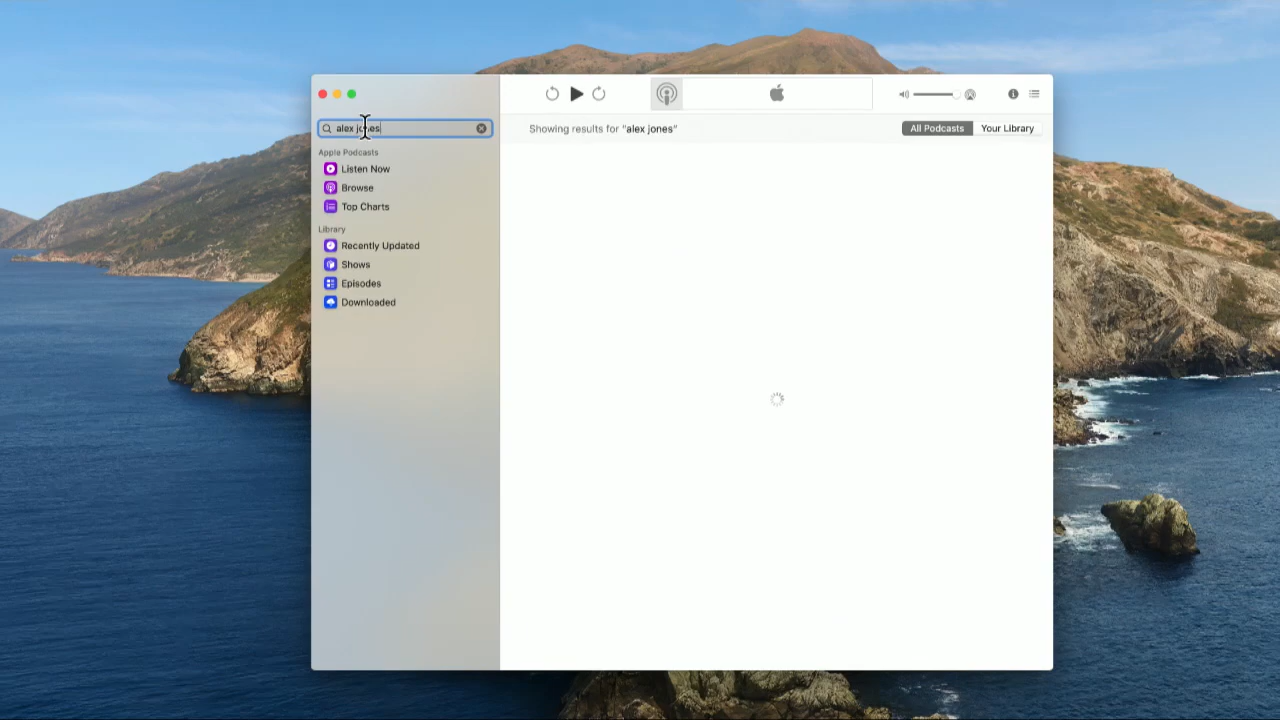 alex jones
Showing results for "alex jones"
All Podcasts
Your Library
Apple Podcasts
Listen Now
Browse
Top Charts
Library
Recently Updated
Shows
Episodes
Downloaded